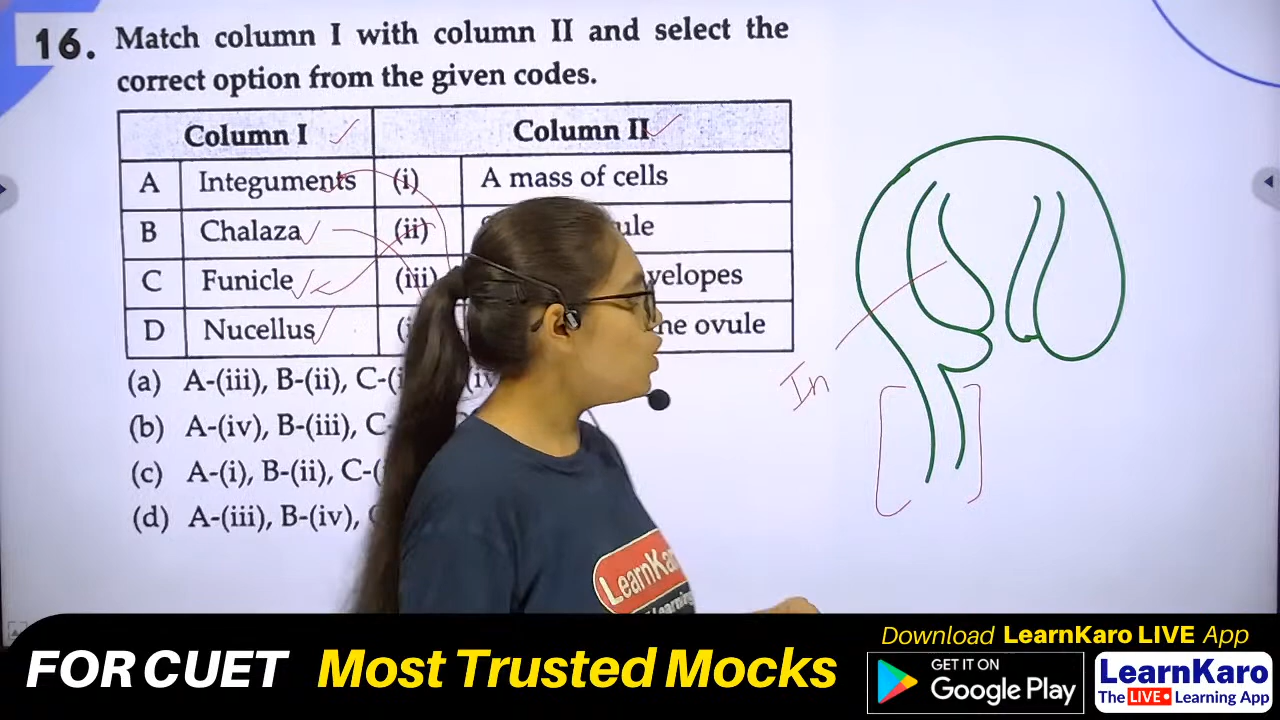 16. Match column I with column II and select the
correct option from the given codes.
Column I Column II
A Integuments (i) A mass of cells
B Chalaza (ii)
C Funicle (iii)
D Nucellus
(a) A-(iii), B-(ii), C-
(b) A-(iv), B-(iii), C-
(c) A-(i), B-(ii), C-
(d) A-(iii), B-(iv),
the ovule
In
LearnKa
FOR CUET Most Trusted Mocks
Download LearnKaro LIVE App
GET IT ON
Google Play
LearnKaro
The LIVE Learning App